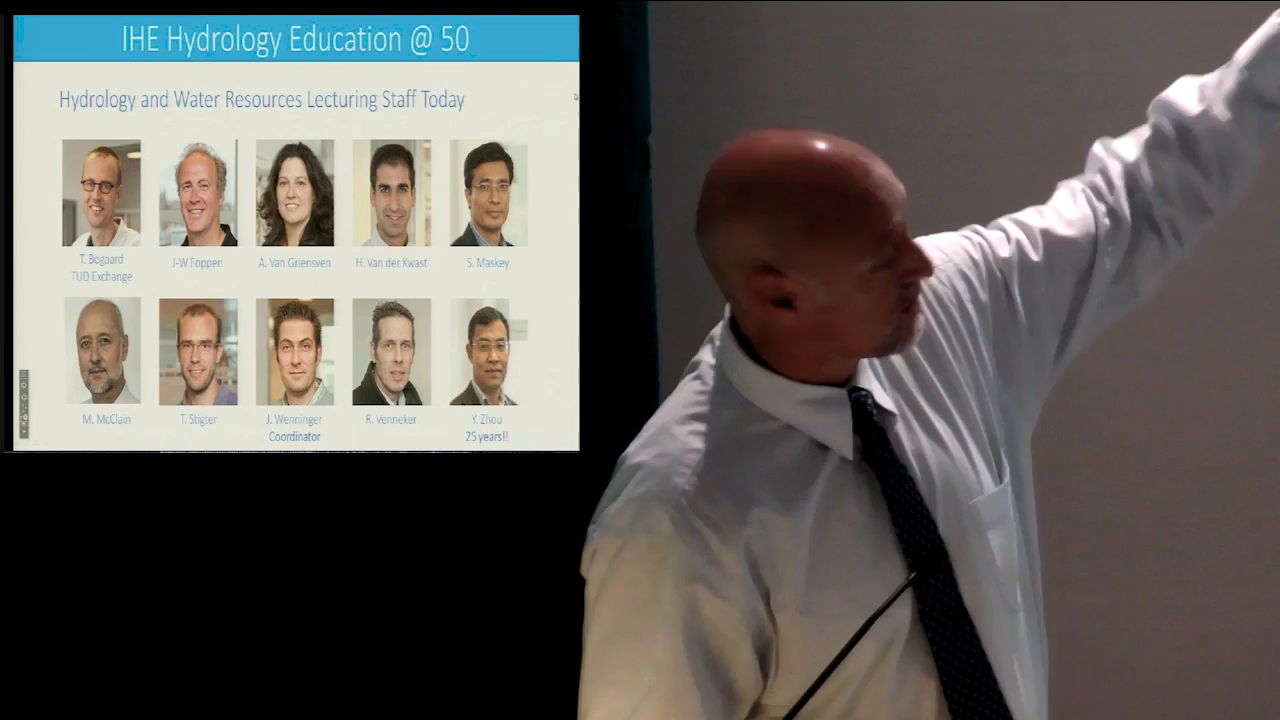 IHE Hydrology Education @ 50
Hydrology and Water Resources Lecturing Staff Today
T. Bogaard
TUD Exchange
J-W Foppen
A. Van Griensven
H. Van der Kwast
S. Maskey
M. McClain
T. Stigter
J. Wenninger
Coordinator
R. Venneker
Y. Zhou
25 years!!